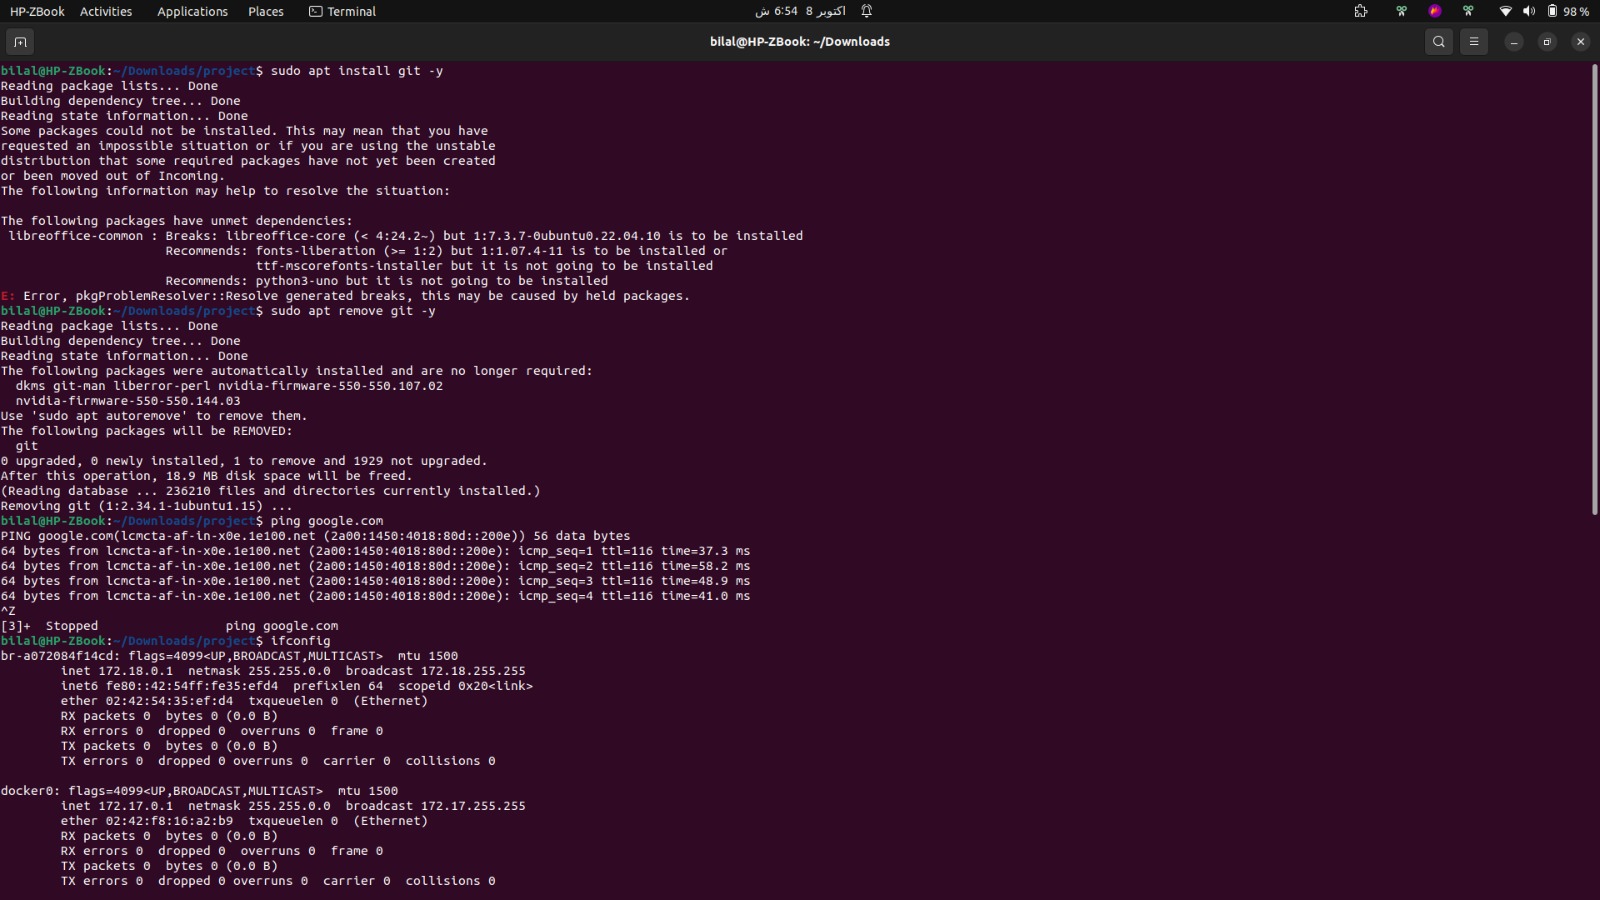 HP-ZBook Activities Applications Places Terminal اکتوبر 8 6:54 ش 98 %
bilal@HP-ZBook: ~/Downloads
bilal@HP-ZBook:~/Downloads/project$ sudo apt install git -y
Reading package lists... Done
Building dependency tree... Done
Reading state information... Done
Some packages could not be installed. This may mean that you have
requested an impossible situation or if you are using the unstable
distribution that some required packages have not yet been created
or been moved out of Incoming.
The following information may help to resolve the situation:

The following packages have unmet dependencies:
 libreoffice-common : Breaks: libreoffice-core (< 4:24.2~) but 1:7.3.7-0ubuntu0.22.04.10 is to be installed
                      Recommends: fonts-liberation (>= 1:2) but 1:1.07.4-11 is to be installed or
                                  ttf-mscorefonts-installer but it is not going to be installed
                      Recommends: python3-uno but it is not going to be installed
E: Error, pkgProblemResolver::Resolve generated breaks, this may be caused by held packages.
bilal@HP-ZBook:~/Downloads/project$ sudo apt remove git -y
Reading package lists... Done
Building dependency tree... Done
Reading state information... Done
The following packages were automatically installed and are no longer required:
  dkms git-man liberror-perl nvidia-firmware-550-550.107.02
  nvidia-firmware-550-550.144.03
Use 'sudo apt autoremove' to remove them.
The following packages will be REMOVED:
  git
0 upgraded, 0 newly installed, 1 to remove and 1929 not upgraded.
After this operation, 18.9 MB disk space will be freed.
(Reading database ... 236210 files and directories currently installed.)
Removing git (1:2.34.1-1ubuntu1.15) ...
bilal@HP-ZBook:~/Downloads/project$ ping google.com
PING google.com(lcmcta-af-in-x0e.1e100.net (2a00:1450:4018:80d::200e)) 56 data bytes
64 bytes from lcmcta-af-in-x0e.1e100.net (2a00:1450:4018:80d::200e): icmp_seq=1 ttl=116 time=37.3 ms
64 bytes from lcmcta-af-in-x0e.1e100.net (2a00:1450:4018:80d::200e): icmp_seq=2 ttl=116 time=58.2 ms
64 bytes from lcmcta-af-in-x0e.1e100.net (2a00:1450:4018:80d::200e): icmp_seq=3 ttl=116 time=48.9 ms
64 bytes from lcmcta-af-in-x0e.1e100.net (2a00:1450:4018:80d::200e): icmp_seq=4 ttl=116 time=41.0 ms
^Z
[3]+  Stopped                 ping google.com
bilal@HP-ZBook:~/Downloads/project$ ifconfig
br-a072084f14cd: flags=4099<UP,BROADCAST,MULTICAST>  mtu 1500
        inet 172.18.0.1  netmask 255.255.0.0  broadcast 172.18.255.255
        inet6 fe80::42:54ff:fe35:efd4  prefixlen 64  scopeid 0x20<link>
        ether 02:42:54:35:ef:d4  txqueuelen 0  (Ethernet)
        RX packets 0  bytes 0 (0.0 B)
        RX errors 0  dropped 0  overruns 0  frame 0
        TX packets 0  bytes 0 (0.0 B)
        TX errors 0  dropped 0 overruns 0  carrier 0  collisions 0

docker0: flags=4099<UP,BROADCAST,MULTICAST>  mtu 1500
        inet 172.17.0.1  netmask 255.255.0.0  broadcast 172.17.255.255
        ether 02:42:f8:16:a2:b9  txqueuelen 0  (Ethernet)
        RX packets 0  bytes 0 (0.0 B)
        RX errors 0  dropped 0  overruns 0  frame 0
        TX packets 0  bytes 0 (0.0 B)
        TX errors 0  dropped 0 overruns 0  carrier 0  collisions 0